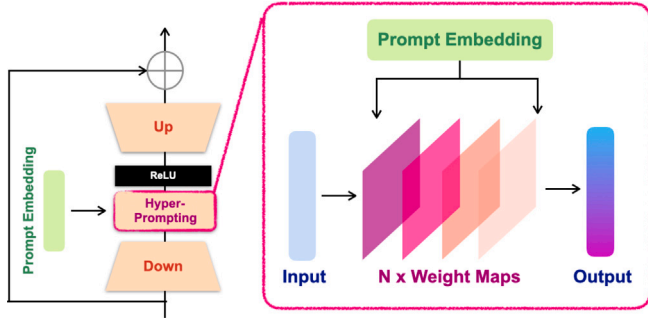 Up
ReLU
Hyper-
Prompting
Down
Prompt Embedding
Prompt Embedding
Input
N x Weight Maps
Output